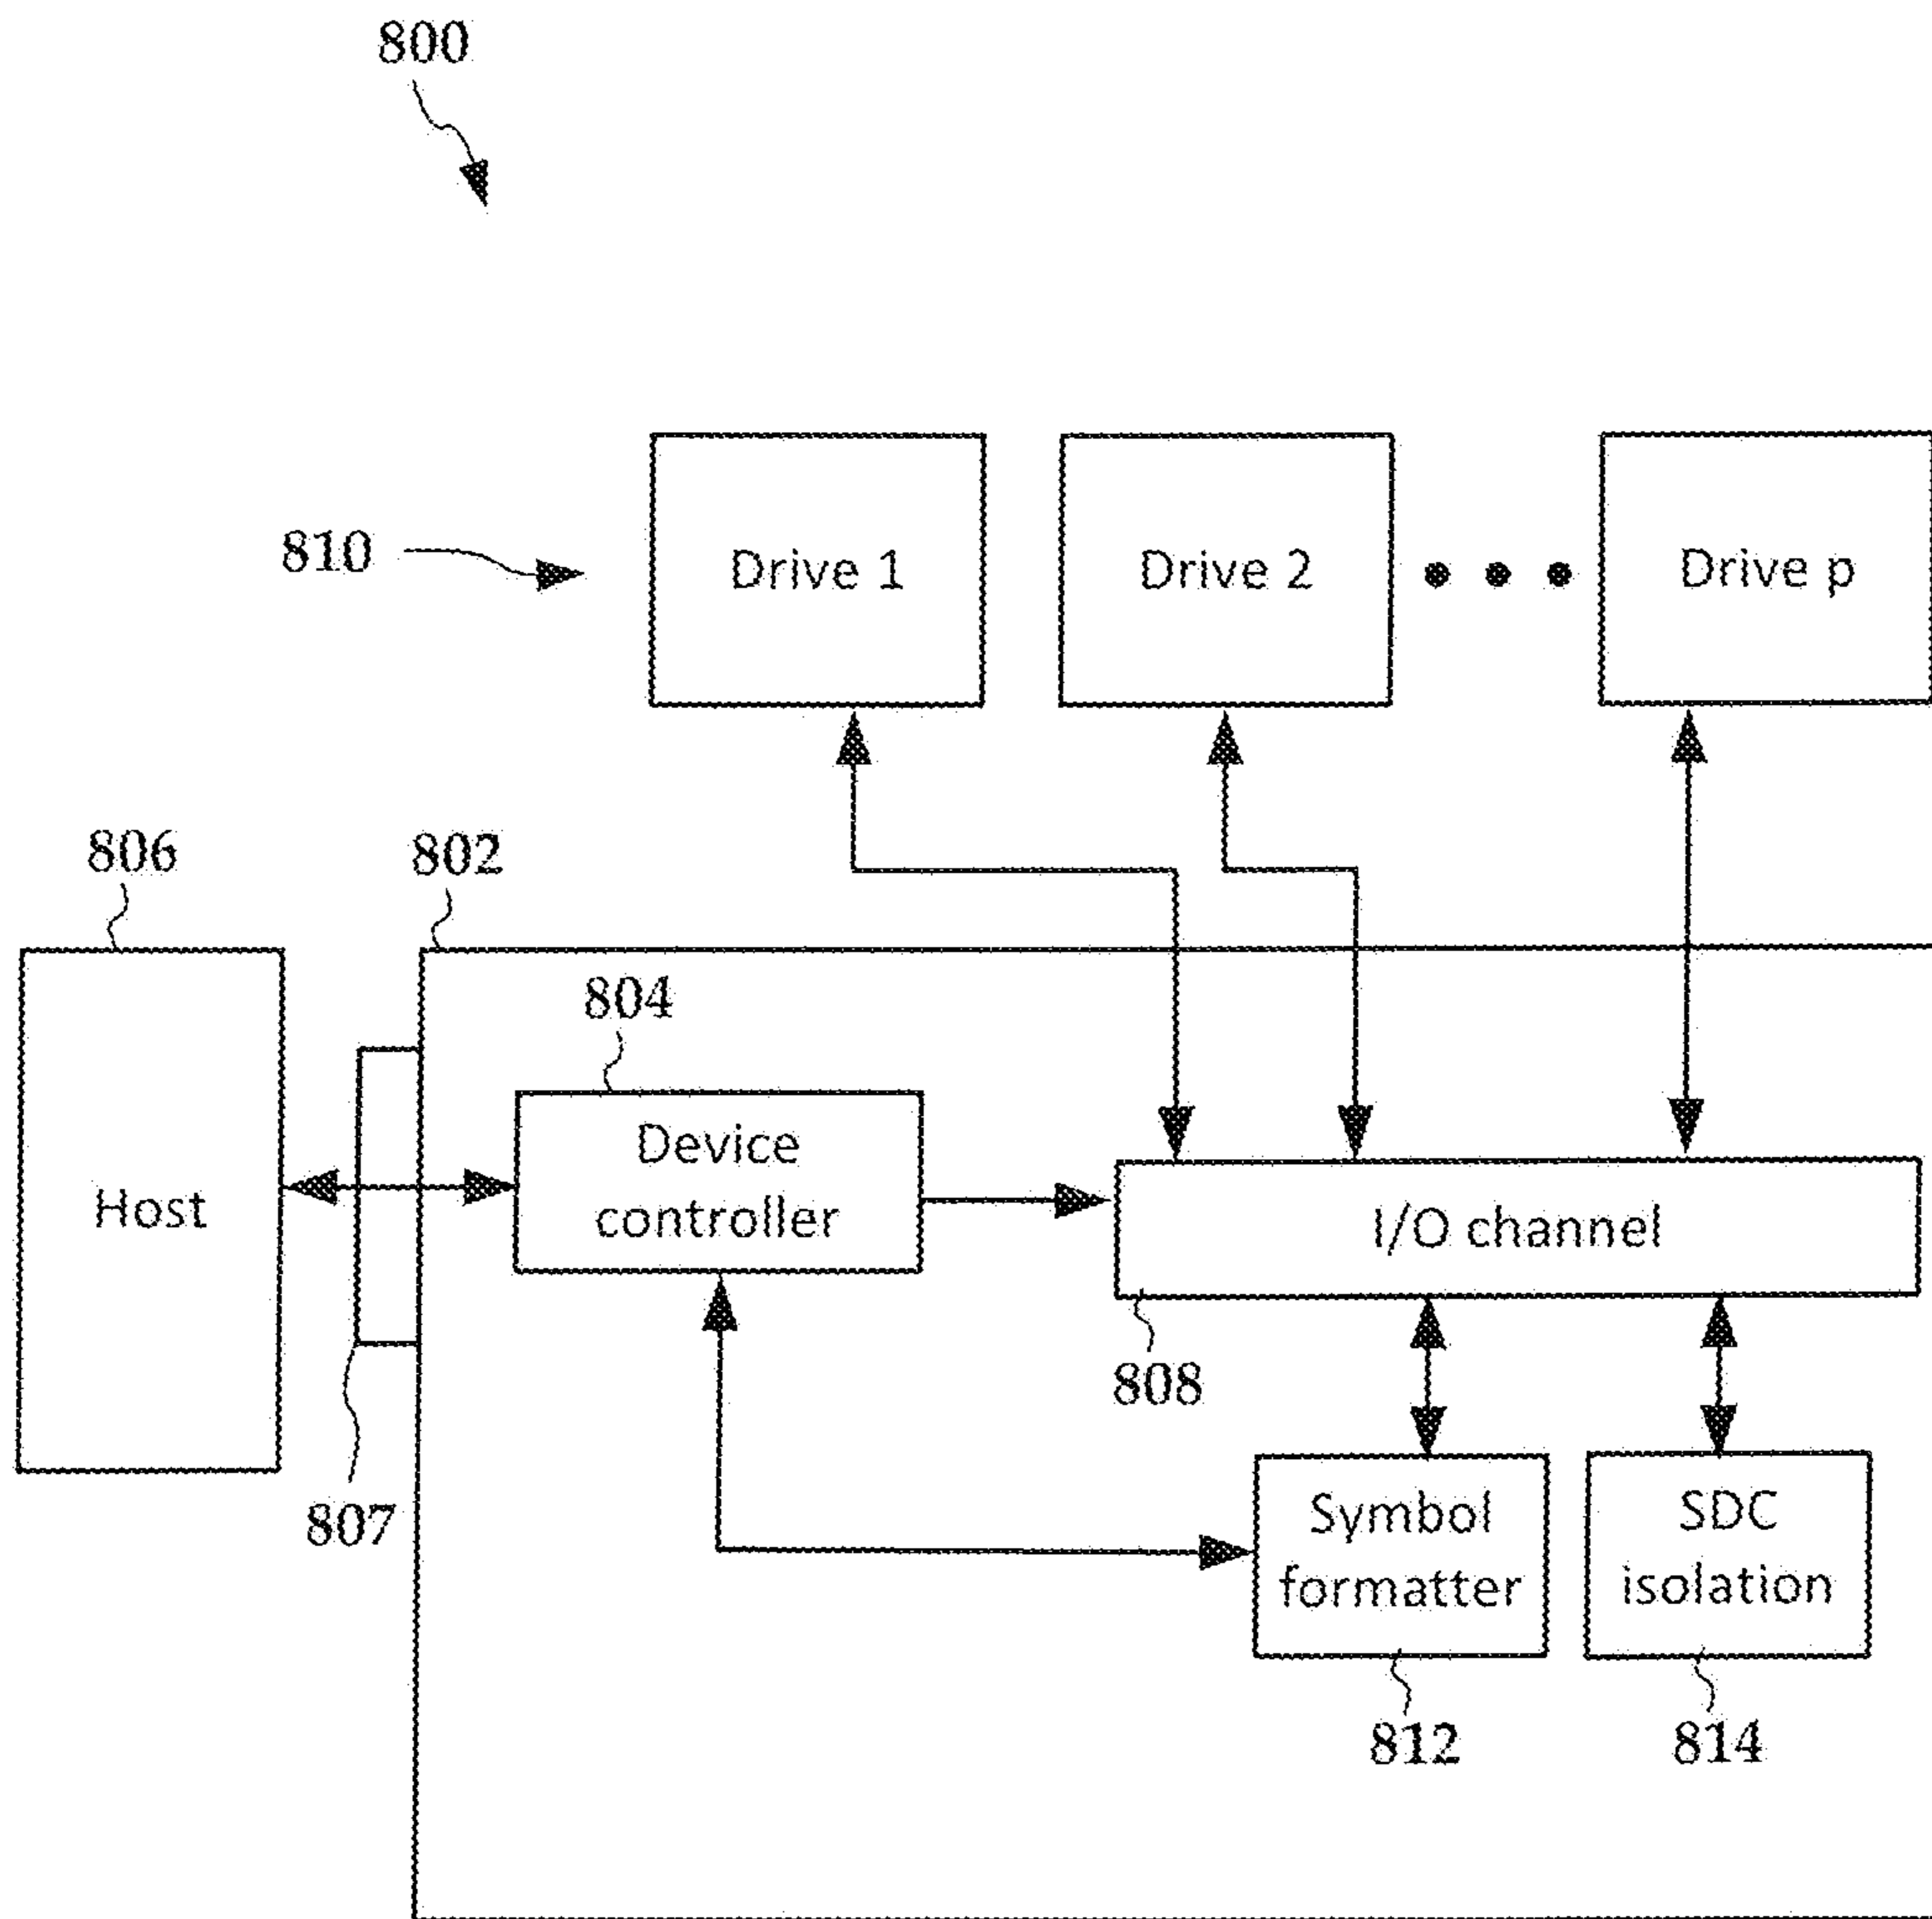 800
810
Drive 1
Drive 2
Drive p
806
802
804
Host
Device
controller
I/O channel
808
807
Symbol
formatter
SDC
isolation
812
814